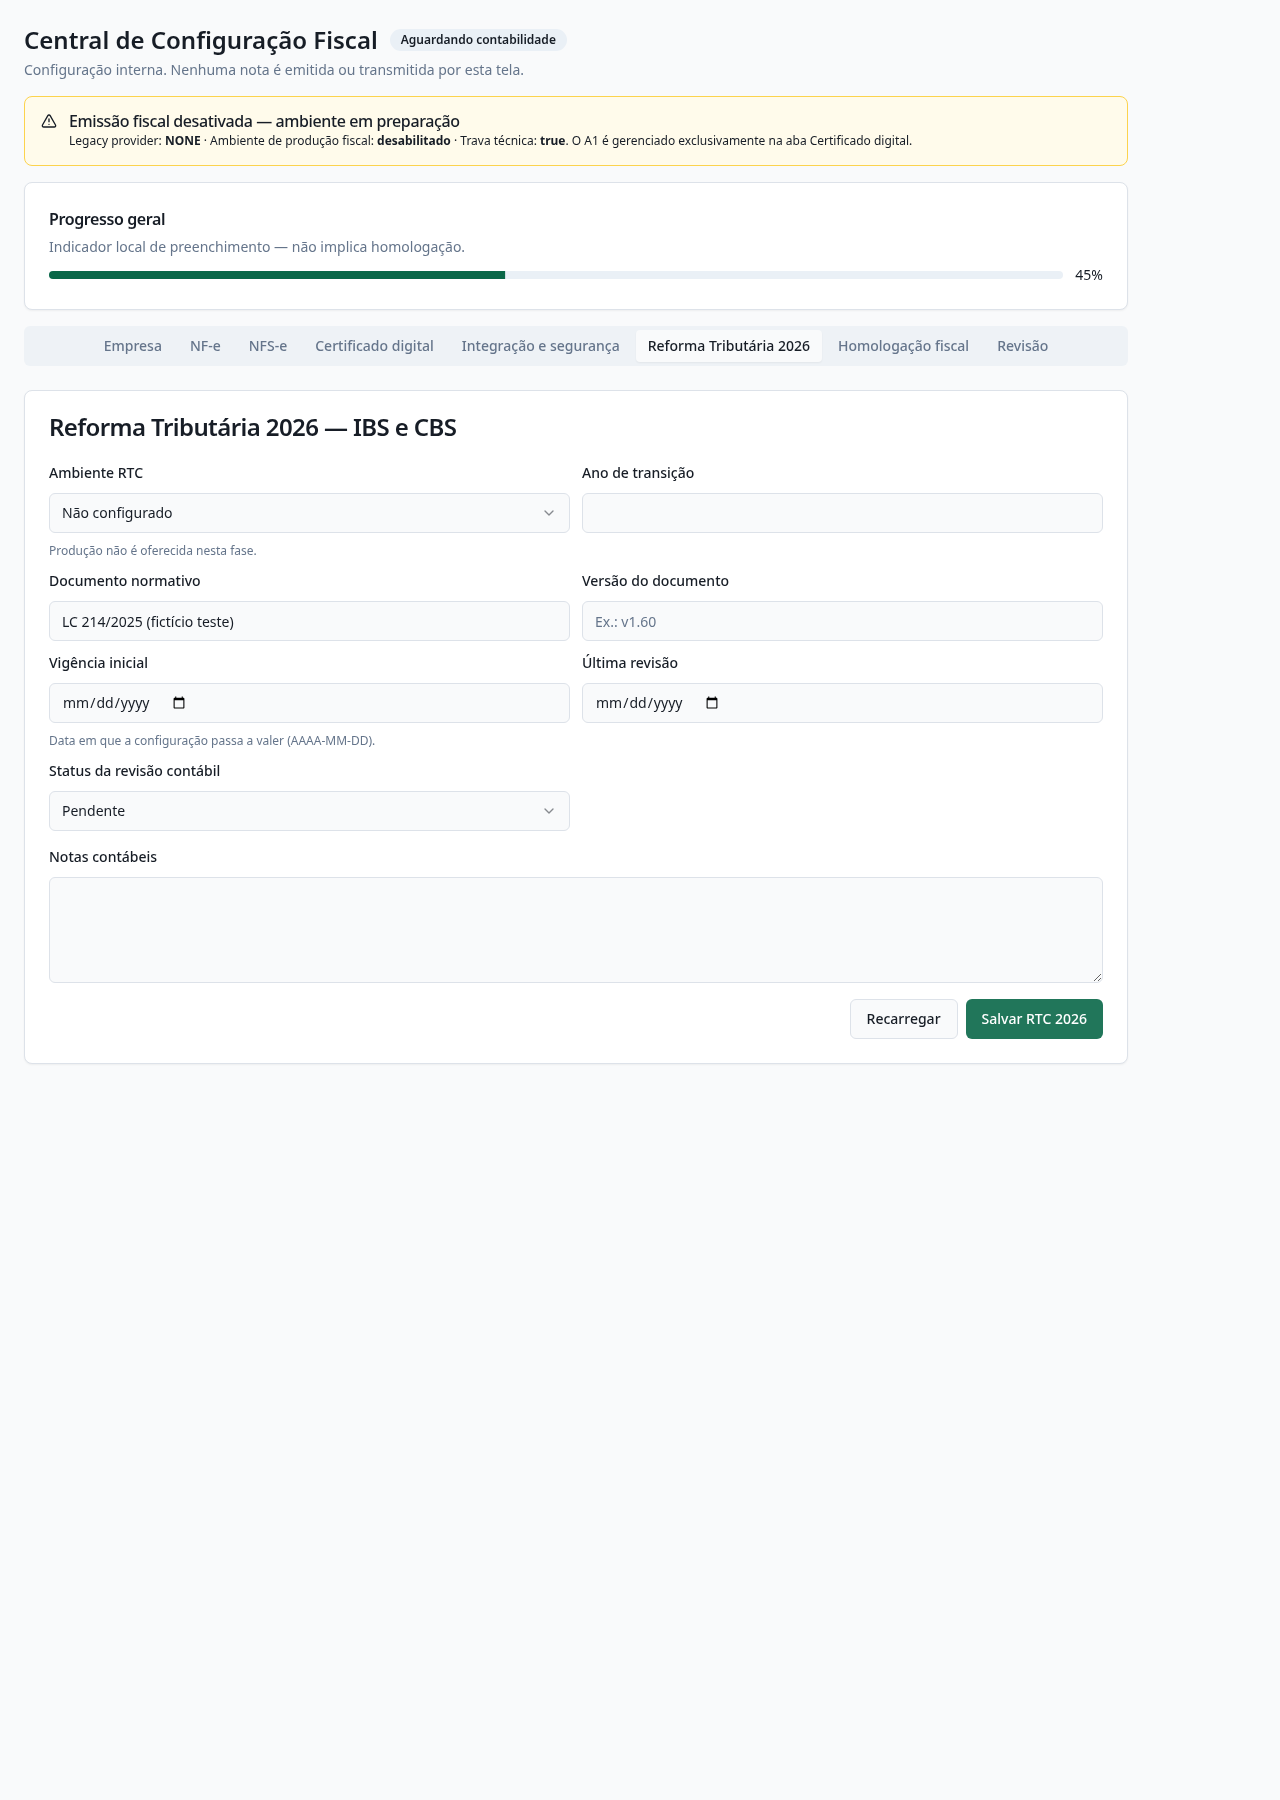 Central de Configuração Fiscal
Aguardando contabilidade
Configuração interna. Nenhuma nota é emitida ou transmitida por esta tela.
Emissão fiscal desativada — ambiente em preparação
Legacy provider: NONE · Ambiente de produção fiscal: desabilitado · Trava técnica: true. O A1 é gerenciado exclusivamente na aba Certificado digital.
Progresso geral
Indicador local de preenchimento — não implica homologação.
45%
Empresa NF-e NFS-e Certificado digital Integração e segurança Reforma Tributária 2026 Homologação fiscal Revisão
Reforma Tributária 2026 — IBS e CBS
Ambiente RTC
Não configurado
Produção não é oferecida nesta fase.
Ano de transição
Documento normativo
LC 214/2025 (fictício teste)
Versão do documento
Ex.: v1.60
Vigência inicial
mm/dd/yyyy
Data em que a configuração passa a valer (AAAA-MM-DD).
Última revisão
mm/dd/yyyy
Status da revisão contábil
Pendente
Notas contábeis
Recarregar
Salvar RTC 2026